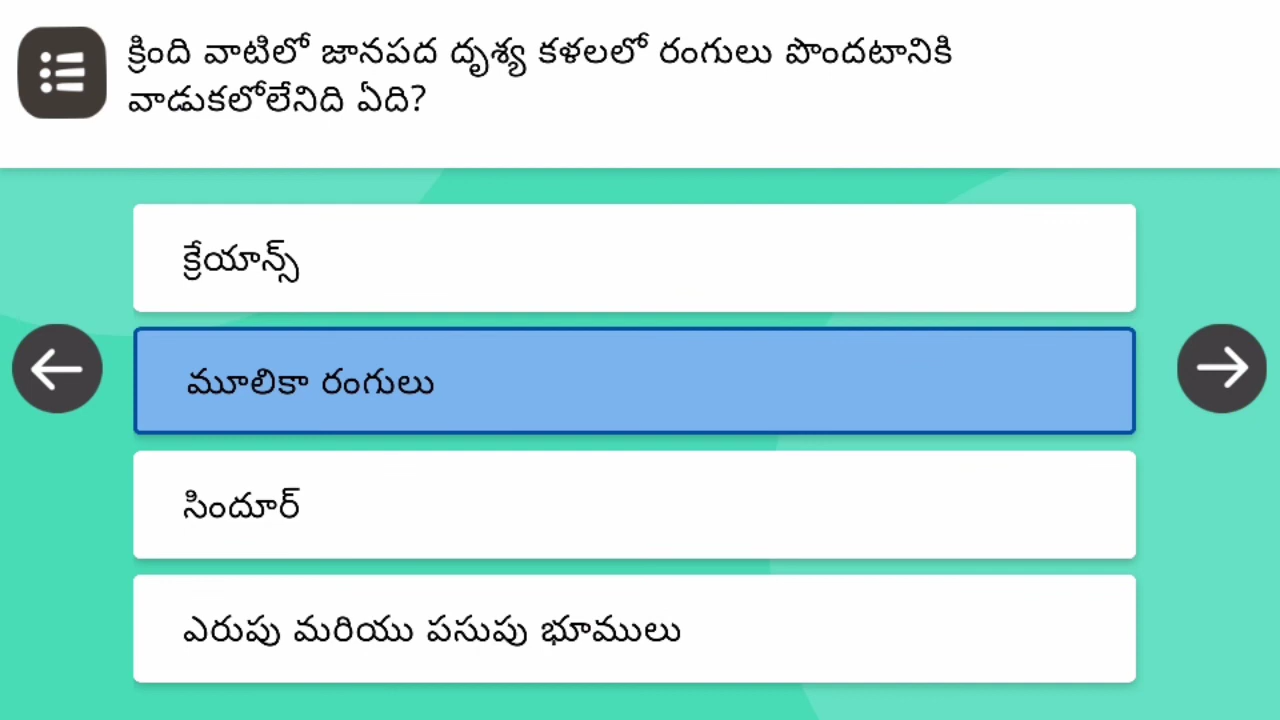 క్రింది వాటిలో జానపద దృశ్య కళలలో రంగులు పొందటానికి
వాడుకలోలేనిది ఏది?
క్రేయాన్స్
మూలికా రంగులు
సిందూర్
ఎరుపు మరియు పసుపు భూములు